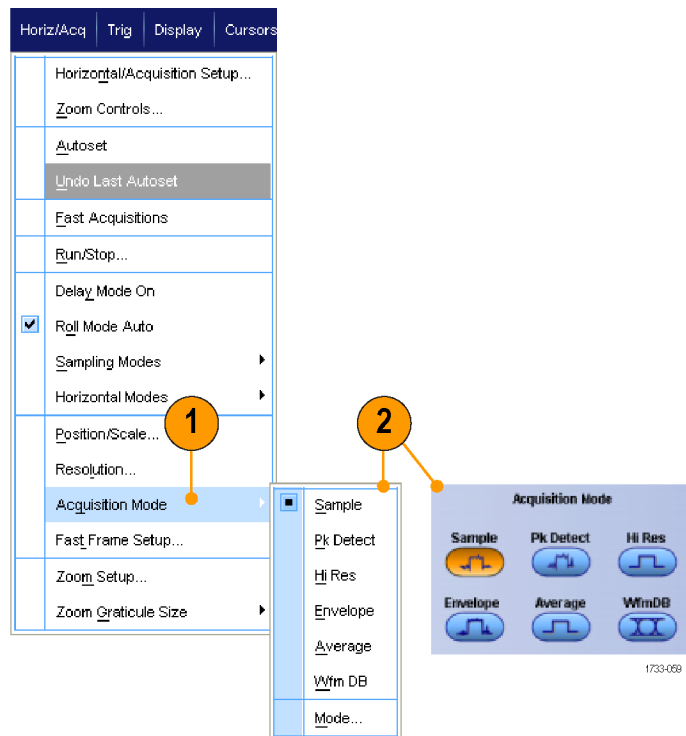 Horiz/Acq Trig Display Cursors
Horizontal/Acquisition Setup...
Zoom Controls...
Autoset
Undo Last Autoset
Fast Acquisitions
Run/Stop...
Delay Mode On
Roll Mode Auto
Sampling Modes
Horizontal Modes
Position/Scale...
Resolution...
Acquisition Mode
Fast Frame Setup...
Zoom Setup...
Zoom Graticule Size
1
2
Sample
Pk Detect
Hi Res
Envelope
Average
Wfm DB
Mode...
Acquisition Mode
Sample Pk Detect Hi Res
Envelope Average WfmDB
1733-059